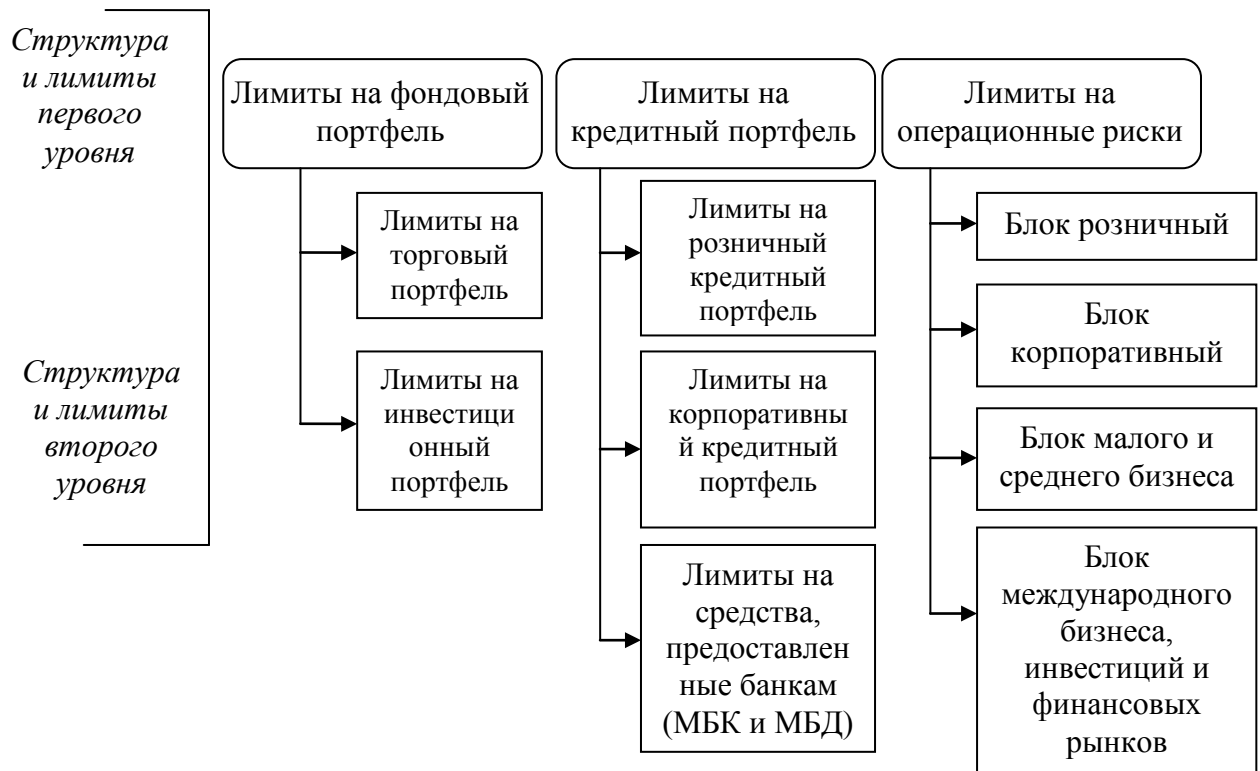 Структура
и лимиты
первого
уровня
Структура
и лимиты
второго
уровня
Лимиты на фондовый
портфель
Лимиты на
торговый
портфель
Лимиты на
инвестици
онный
портфель
Лимиты на
кредитный портфель
Лимиты на
розничный
кредитный
портфель
Лимиты на
корпоративны
й кредитный
портфель
Лимиты на
средства,
предоставлен
ные банкам
(МБК и МБД)
Лимиты на
операционные риски
Блок розничный
Блок
корпоративный
Блок малого и
среднего бизнеса
Блок
международного
бизнеса,
инвестиций и
финансовых
рынков